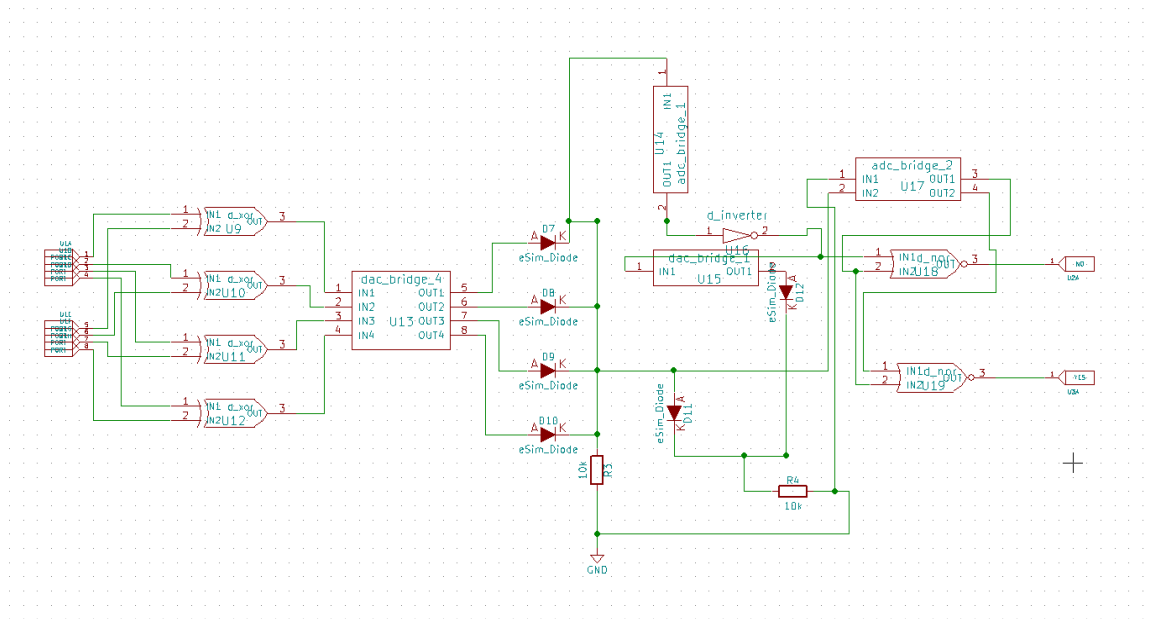 1
IN1
U14
adc_bridge_1
OUT1
2
adc_bridge_2
1 IN1 OUT1 3
2 IN2 U17 OUT2 4
d_inverter
1 2
U16
dac_bridge_1
1 IN1 OUT1 2
U15
1 IN1 d_nor OUT 3
2 IN2 U18
1 NO
U2A
1 IN1 d_xor OUT 3
2 IN2 U9
1 IN1 d_xor OUT 3
2 IN2 U10
1 IN1 d_xor OUT 3
2 IN2 U11
1 IN1 d_xor OUT 3
2 IN2 U12
dac_bridge_4
1 IN1 OUT1 5
2 IN2 OUT2 6
3 IN3 U13 OUT3 7
4 IN4 OUT4 8
D7
A K
eSim_Diode
D8
A K
eSim_Diode
D9
A K
eSim_Diode
D10
A K
eSim_Diode
eSim_Diode
A
K
D12
eSim_Diode
A
K
D11
1 IN1 d_nor OUT 3
2 IN2 U19
1
U3A
10k
R3
R4
10k
GND